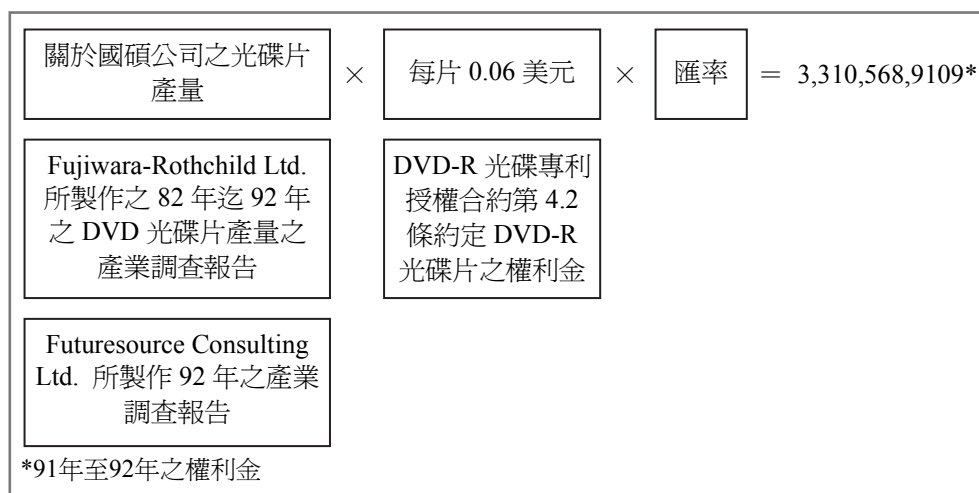 關於國碩公司之光碟片
產量
×
每片 0.06 美元
×
匯率
= 3,310,568,9109*
Fujiwara-Rothchild Ltd.
所製作之 82 年迄 92 年
之 DVD 光碟片產量之
產業調查報告
DVD-R 光碟專利
授權合約第 4.2
條約定 DVD-R
光碟片之權利金
Futuresource Consulting
Ltd. 所製作 92 年之產業
調查報告
*91年至92年之權利金